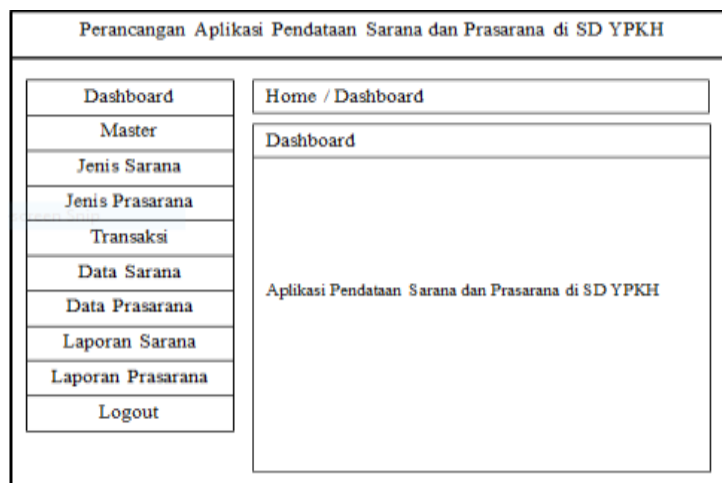 Perancangan Aplikasi Pendataan Sarana dan Prasarana di SD YPKH
Dashboard
Master
Jenis Sarana
Jenis Prasarana
Transaksi
Data Sarana
Data Prasarana
Laporan Sarana
Laporan Prasarana
Logout
Home / Dashboard
Dashboard
Aplikasi Pendataan Sarana dan Prasarana di SD YPKH